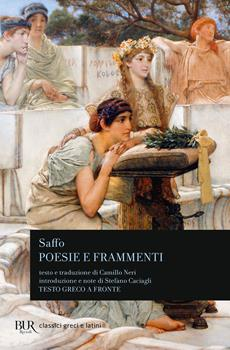 Saffo
POESIE E FRAMMENTI
testo e traduzione di Camillo Neri
introduzione e note di Stefano Caciagli
TESTO GRECO A FRONTE
BUR classici greci e latini
Rizzoli